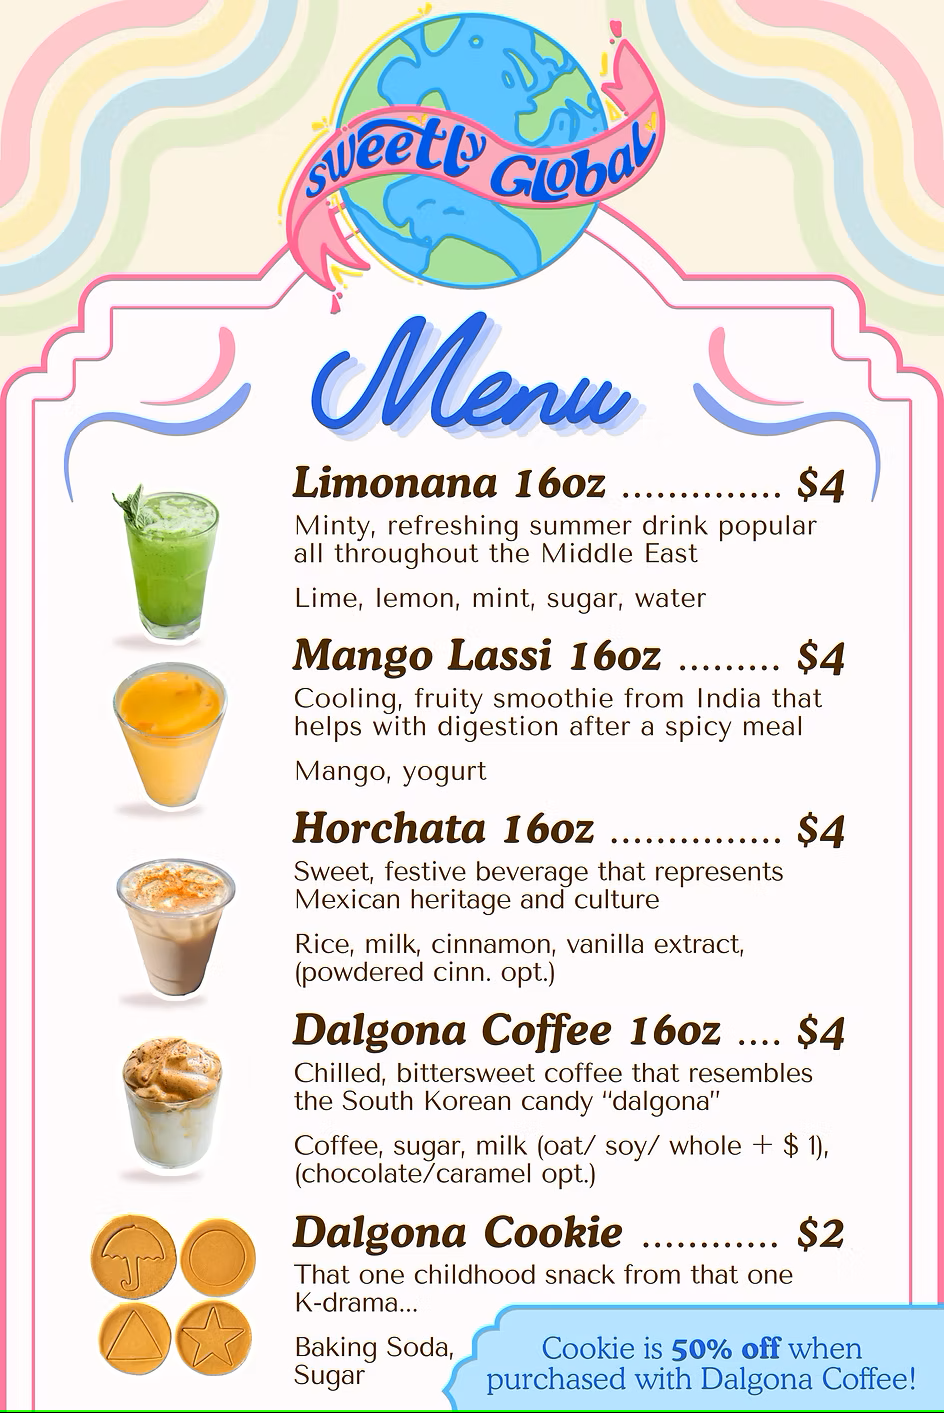 sweetly Global
Menu
Limonana 16oz .............. $4
Minty, refreshing summer drink popular
all throughout the Middle East
Lime, lemon, mint, sugar, water
Mango Lassi 16oz ......... $4
Cooling, fruity smoothie from India that
helps with digestion after a spicy meal
Mango, yogurt
Horchata 16oz ............... $4
Sweet, festive beverage that represents
Mexican heritage and culture
Rice, milk, cinnamon, vanilla extract,
(powdered cinn. opt.)
Dalgona Coffee 16oz .... $4
Chilled, bittersweet coffee that resembles
the South Korean candy “dalgona”
Coffee, sugar, milk (oat/ soy/ whole + $ 1),
(chocolate/caramel opt.)
Dalgona Cookie ............ $2
That one childhood snack from that one
K-drama...
Baking Soda,
Sugar
Cookie is 50% off when
purchased with Dalgona Coffee!